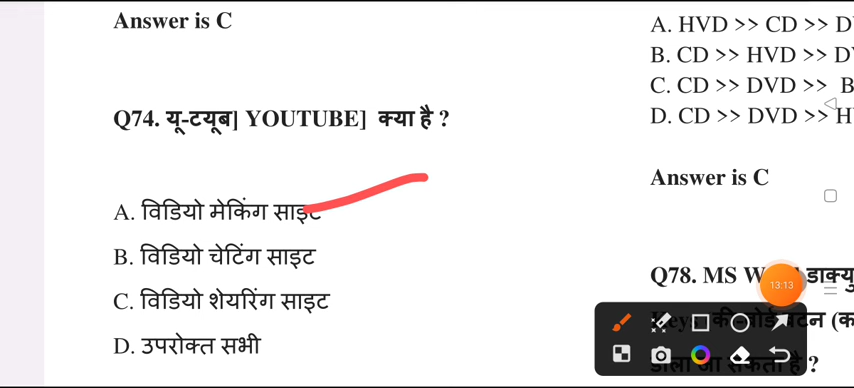 Answer is C
Q74. यू-टयूब] YOUTUBE] क्या है ?
A. विडियो मेकिंग साइट
B. विडियो चेटिंग साइट
C. विडियो शेयरिंग साइट
D. उपरोक्त सभी
A. HVD >> CD >> D
B. CD >> HVD >> D
C. CD >> DVD >> B
D. CD >> DVD >> H
Answer is C
Q78. MS
13:13